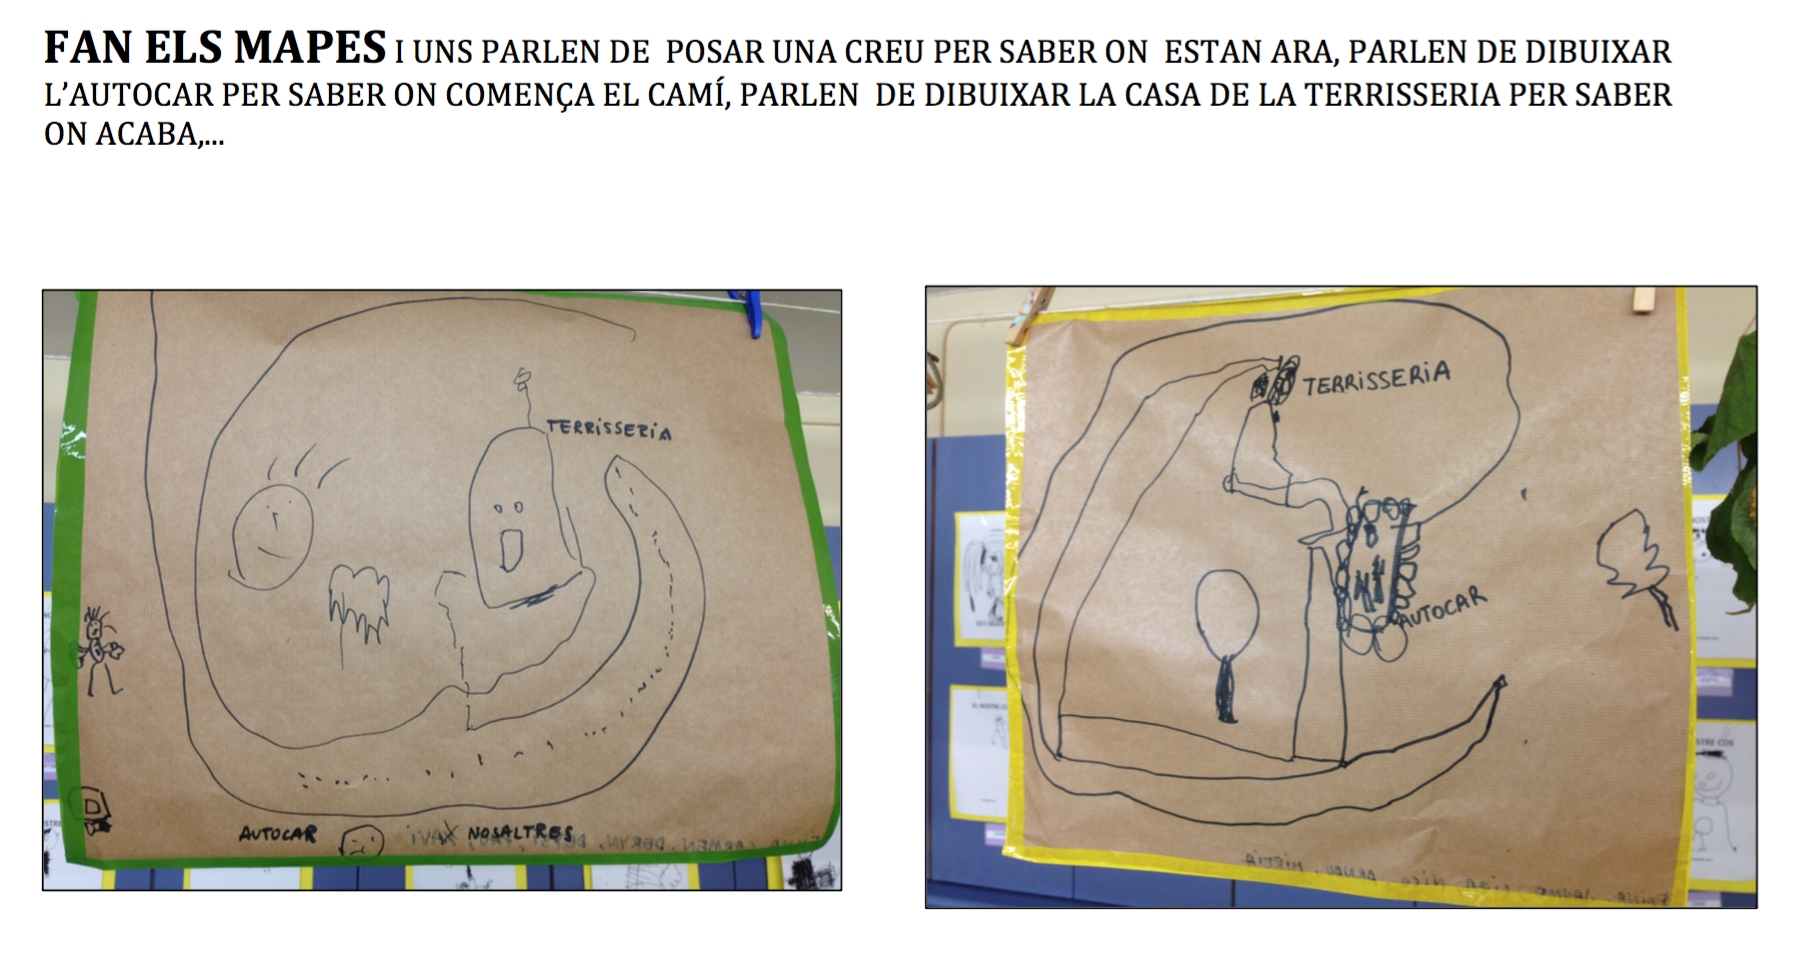 FAN ELS MAPES I UNS PARLEN DE POSAR UNA CREU PER SABER ON ESTAN ARA, PARLEN DE DIBUIXAR
L’AUTOCAR PER SABER ON COMENÇA EL CAMÍ, PARLEN DE DIBUIXAR LA CASA DE LA TERRISSERIA PER SABER
ON ACABA,...
TERRISSERIA
AUTOCAR
X NOSALTRES
TERRISSERIA
AUTOCAR